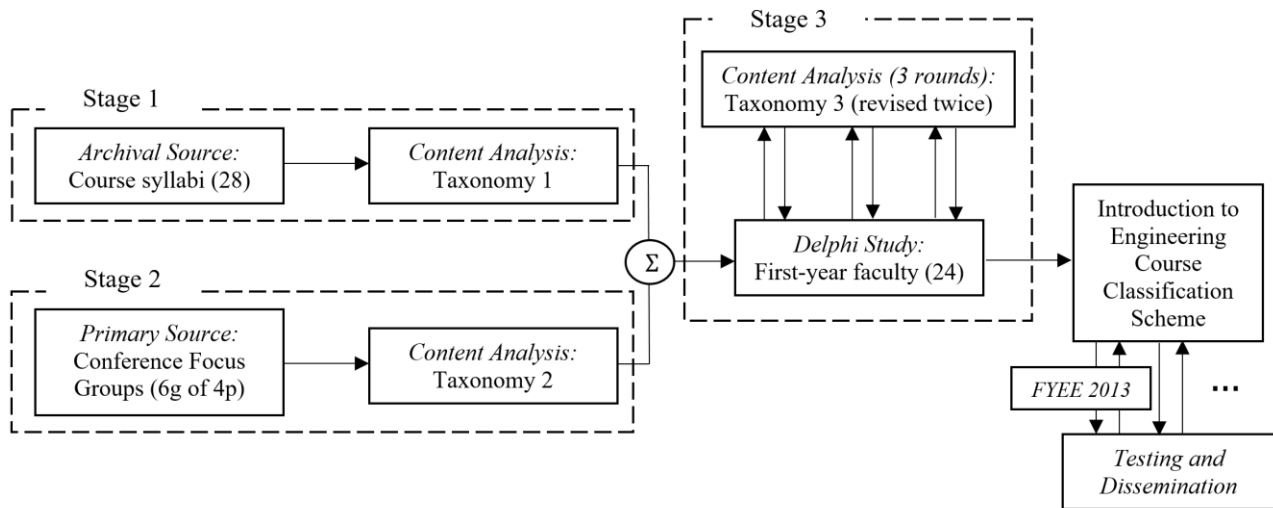 Stage 1
Archival Source:
Course syllabi (28)
Content Analysis:
Taxonomy 1
Stage 2
Primary Source:
Conference Focus
Groups (6g of 4p)
Content Analysis:
Taxonomy 2
Σ
Stage 3
Content Analysis (3 rounds):
Taxonomy 3 (revised twice)
Delphi Study:
First-year faculty (24)
Introduction to
Engineering
Course
Classification
Scheme
FYEE 2013
...
Testing and
Dissemination